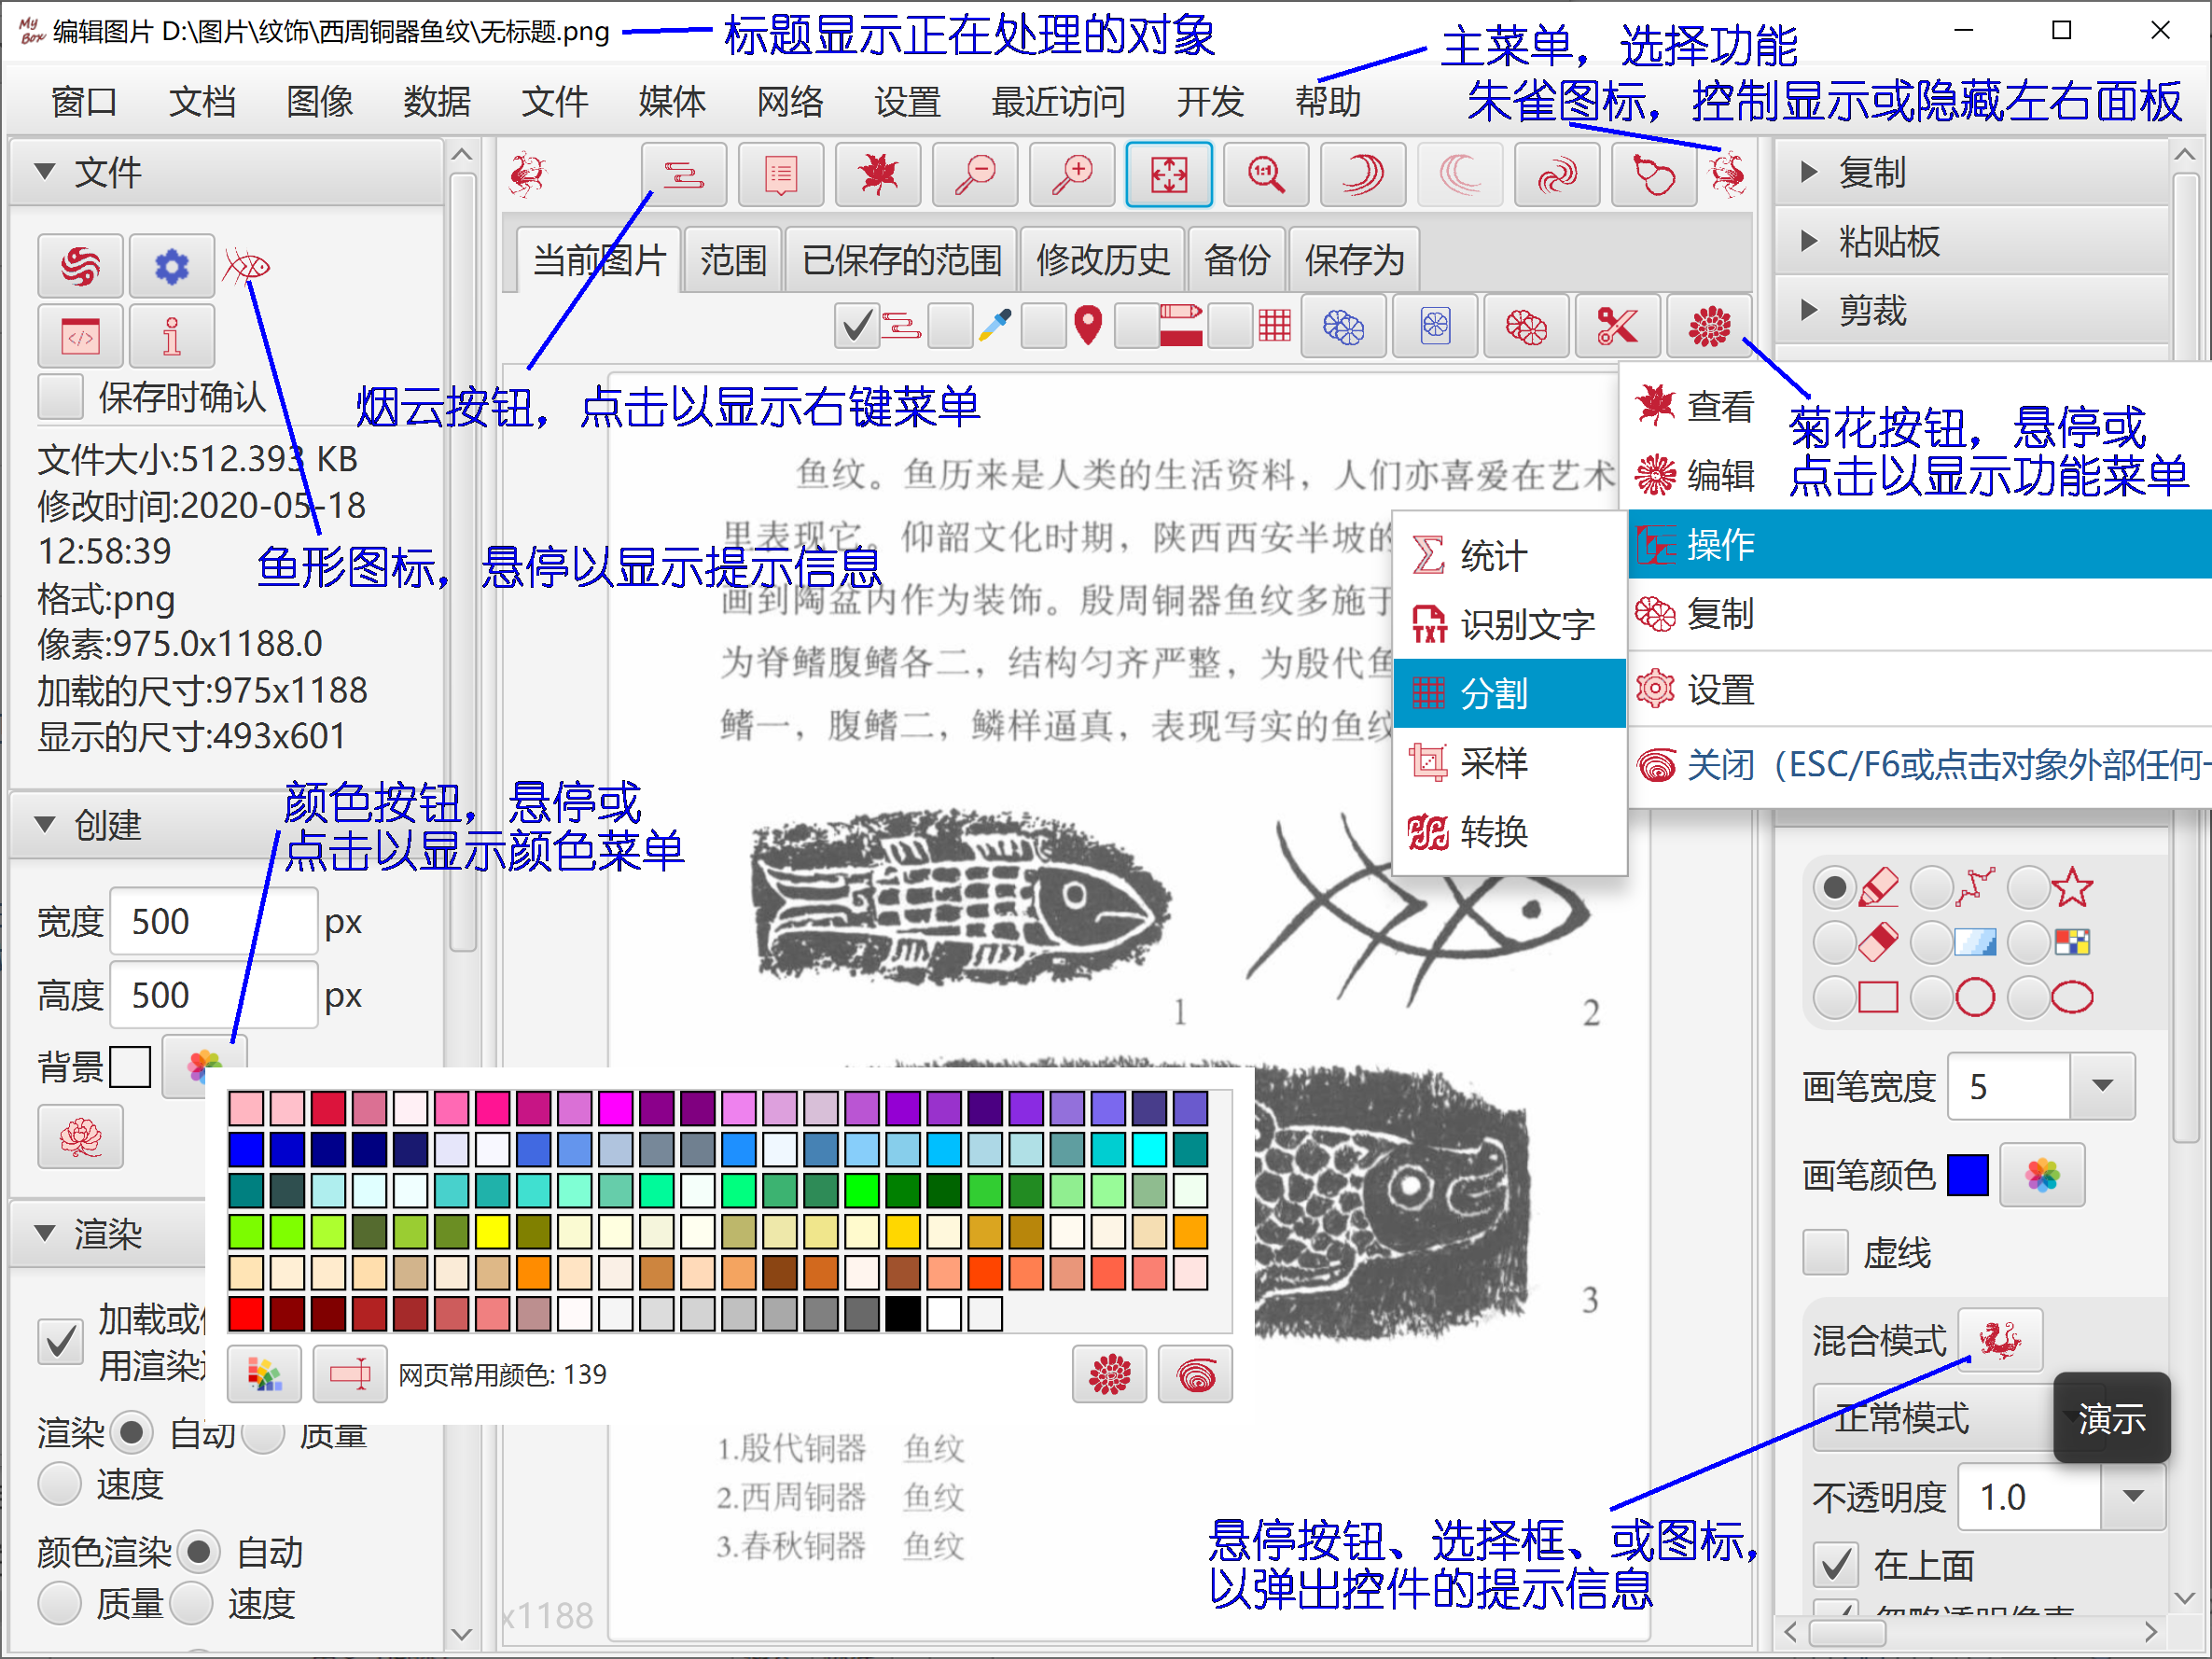 My Box 编辑图片 D:\图片\纹饰\西周铜器鱼纹\无标题.png
标题显示正在处理的对象
主菜单，选择功能
窗口 文档 图像 数据 文件 媒体 网络 设置 最近访问 开发 帮助
朱雀图标，控制显示或隐藏左右面板
文件
保存时确认
文件大小:512.393 KB
修改时间:2020-05-18
12:58:39
格式:png
像素:975.0x1188.0
加载的尺寸:975x1188
显示的尺寸:493x601
鱼形图标，悬停以显示提示信息
创建
颜色按钮，悬停或
点击以显示颜色菜单
宽度 500 px
高度 500 px
背景
渲染
加载或
用渲染
渲染 自动 质量
速度
颜色渲染 自动
质量 速度
1:1
当前图片 范围 已保存的范围 修改历史 备份 保存为
烟云按钮，点击以显示右键菜单
鱼纹。鱼历来是人类的生活资料，人们亦喜爱在艺术
里表现它。仰韶文化时期，陕西西安半坡的
画到陶盆内作为装饰。殷周铜器鱼纹多施于
为脊鳍腹鳍各二，结构匀齐严整，为殷代鱼
鳍一，腹鳍二，鳞样逼真，表现写实的鱼纹
1
2
3
网页常用颜色: 139
1.殷代铜器 鱼纹
2.西周铜器 鱼纹
3.春秋铜器 鱼纹
x1188
统计
TXT 识别文字
分割
采样
转换
查看
编辑
操作
复制
设置
关闭（ESC/F6或点击对象外部任何
菊花按钮，悬停或
点击以显示功能菜单
复制
粘贴板
剪裁
画笔宽度 5
画笔颜色
虚线
混合模式
正常模式
演示
不透明度 1.0
在上面
忽略透明像素
悬停按钮、选择框、或图标，
以弹出控件的提示信息